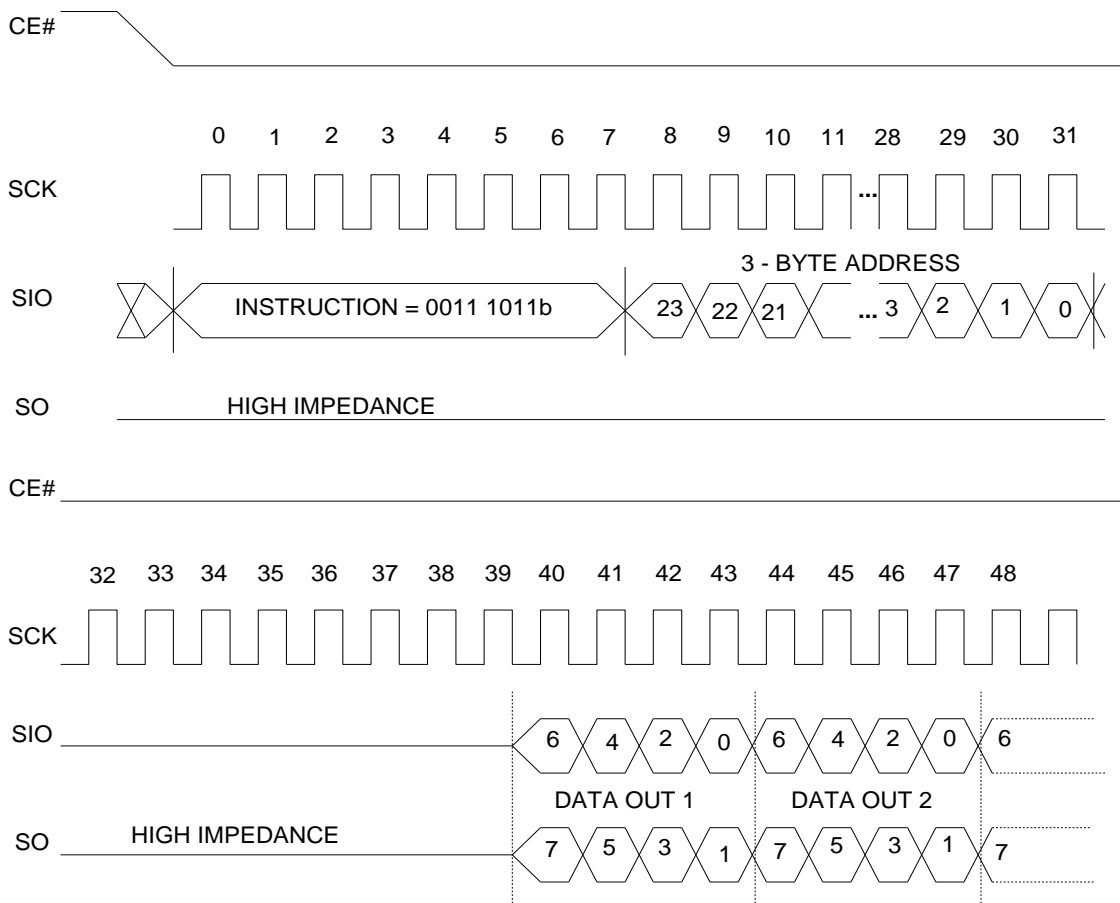 CE#
0 1 2 3 4 5 6 7 8 9 10 11 28 29 30 31
SCK ...
3 - BYTE ADDRESS
SIO INSTRUCTION = 0011 1011b 23 22 21 ... 3 2 1 0
SO HIGH IMPEDANCE
CE#
32 33 34 35 36 37 38 39 40 41 42 43 44 45 46 47 48
SCK
SIO 6 4 2 0 6 4 2 0 6
DATA OUT 1 DATA OUT 2
SO HIGH IMPEDANCE 7 5 3 1 7 5 3 1 7